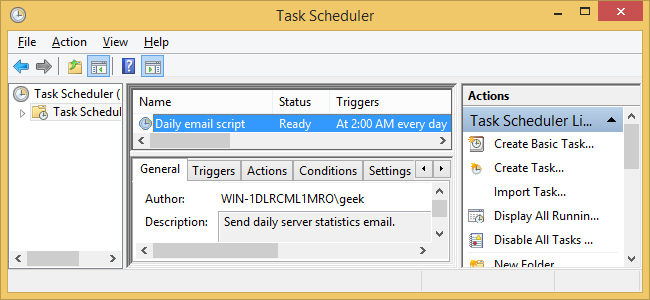 Task Scheduler
File Action View Help
Task Scheduler (
Task Schedul
Name Status Triggers
Daily email script Ready At 2:00 AM every day
General Triggers Actions Conditions Settings
Author: WIN-1DLRCML1MRO\geek
Description: Send daily server statistics email.
Actions
Task Scheduler Li...
Create Basic Task...
Create Task...
Import Task...
Display All Runnin...
Disable All Tasks ...
New Folder